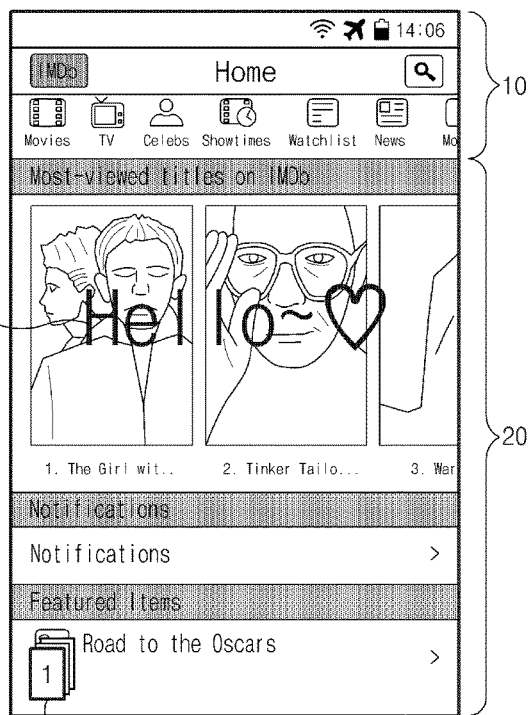 14:06
IMDb Home
10
Movies TV Celebs Showtimes Watchlist News Mo
Most-viewed titles on IMDb
Hello~♡
1. The Girl wit.. 2. Tinker Tailo... 3. War
20
Notifications
Notifications >
Featured Items
Road to the Oscars >
1